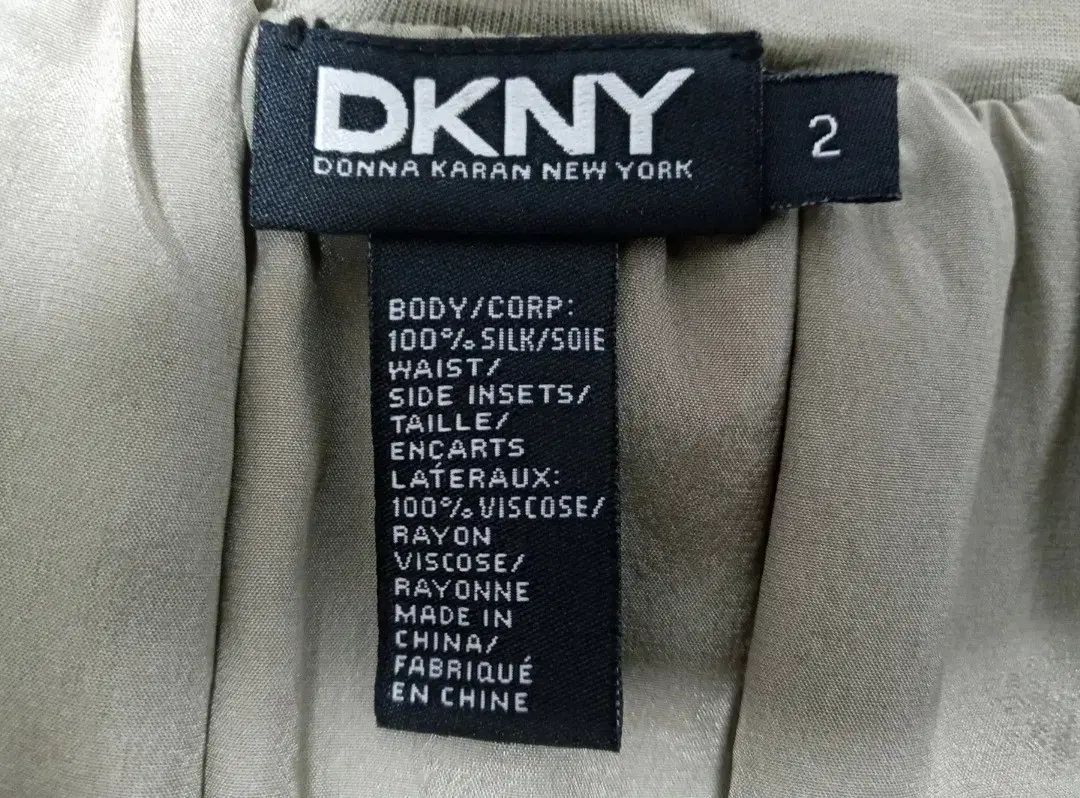 DKNY
DONNA KARAN NEW YORK
2
BODY/CORP:
100% SILK/SOIE
WAIST/
SIDE INSETS/
TAILLE/
ENCARTS
LATÉRAUX:
100% VISCOSE/
RAYON
VISCOSE/
RAYONNE
MADE IN
CHINA/
FABRIQUÉ
EN CHINE